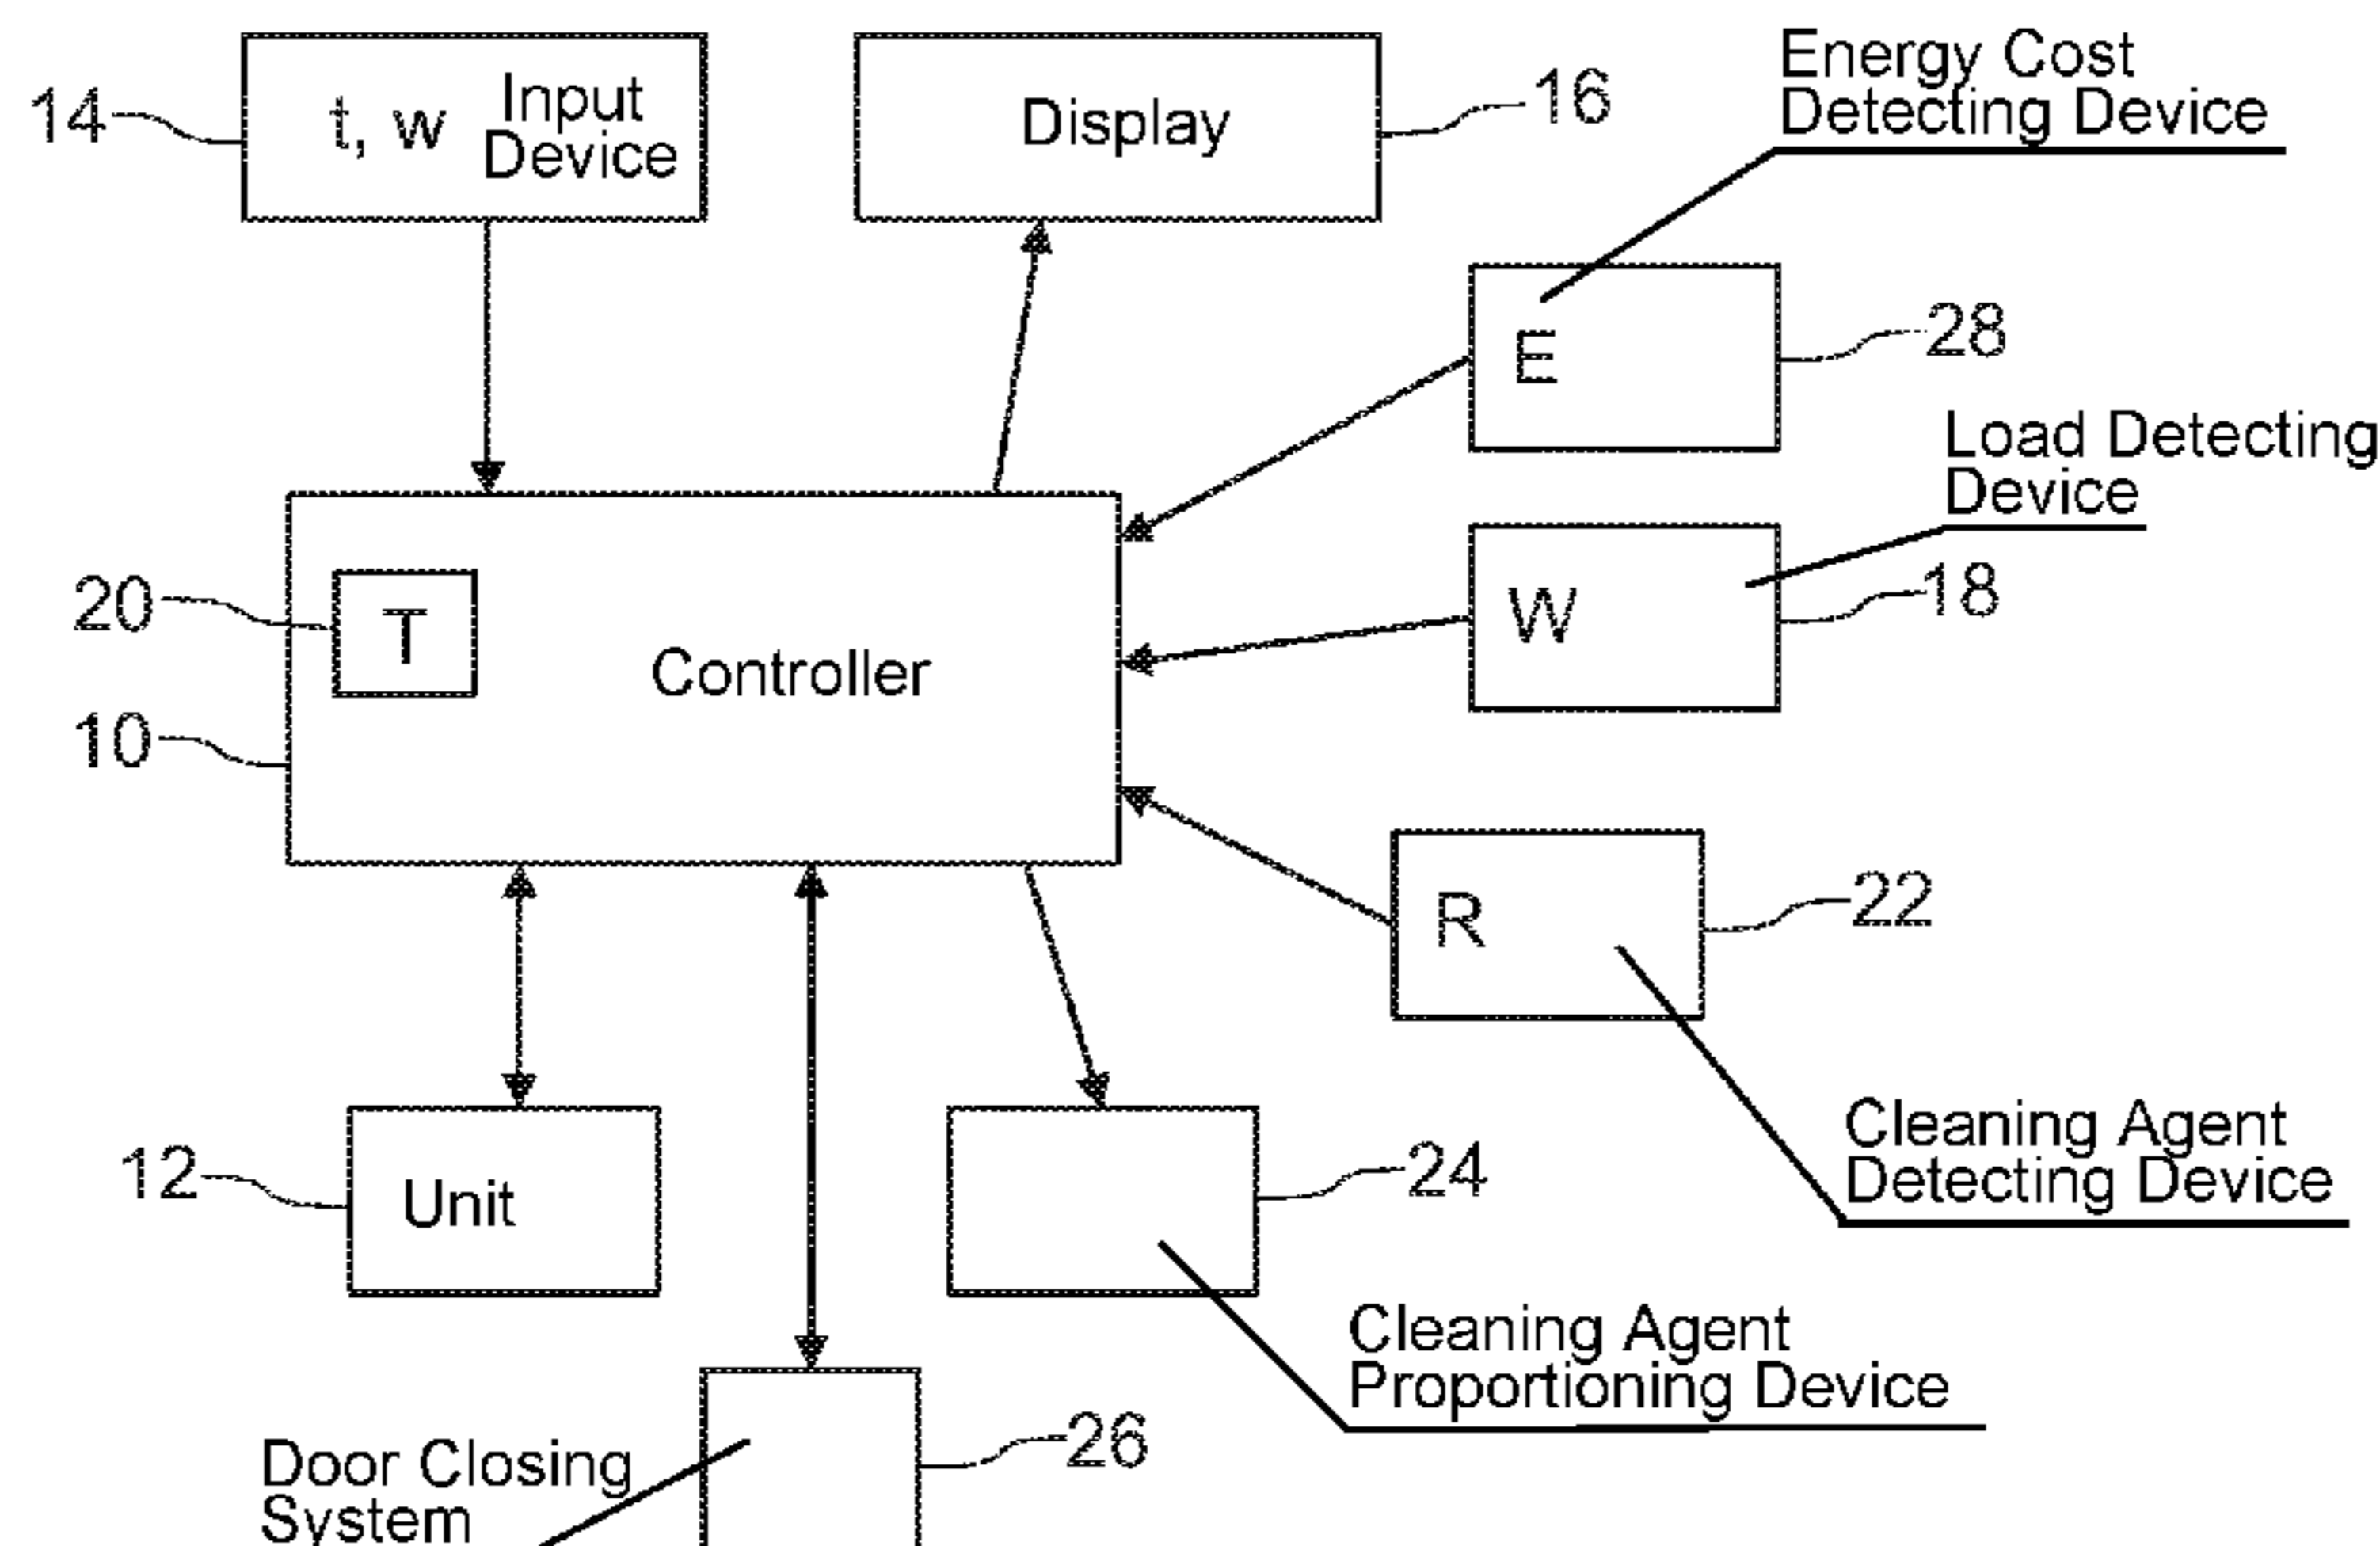 14
t, w
Input
Device
Display
16
Energy Cost
Detecting Device
E
28
Load Detecting
Device
20
T
Controller
W
18
10
R
22
12
Unit
24
Cleaning Agent
Detecting Device
Cleaning Agent
Proportioning Device
Door Closing
System
26